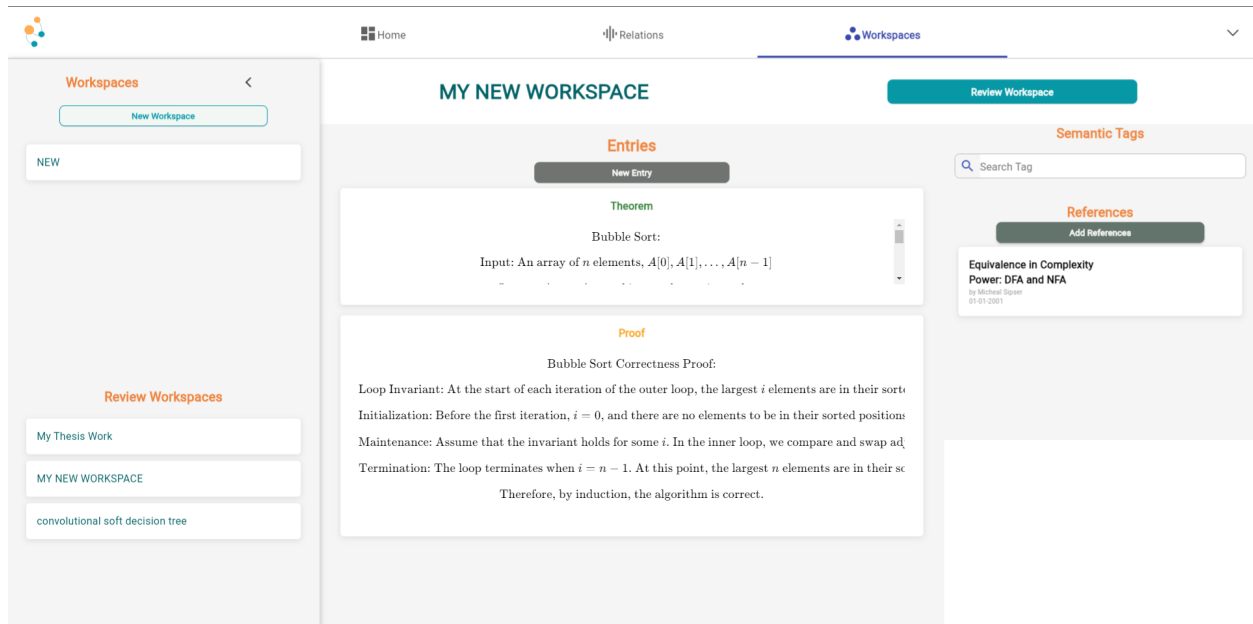 Home
Relations
Workspaces
Workspaces
New Workspace
NEW
Review Workspaces
My Thesis Work
MY NEW WORKSPACE
convolutional soft decision tree
MY NEW WORKSPACE
Review Workspace
Entries
New Entry
Theorem
Bubble Sort:
Input: An array of n elements, A[0], A[1], . . . , A[n − 1]
Proof
Bubble Sort Correctness Proof:
Loop Invariant: At the start of each iteration of the outer loop, the largest i elements are in their sorte
Initialization: Before the first iteration, i = 0, and there are no elements to be in their sorted positions
Maintenance: Assume that the invariant holds for some i. In the inner loop, we compare and swap adj
Termination: The loop terminates when i = n − 1. At this point, the largest n elements are in their so
Therefore, by induction, the algorithm is correct.
Semantic Tags
Search Tag
References
Add References
Equivalence in Complexity
Power: DFA and NFA
by Micheal Sipser
01-01-2001